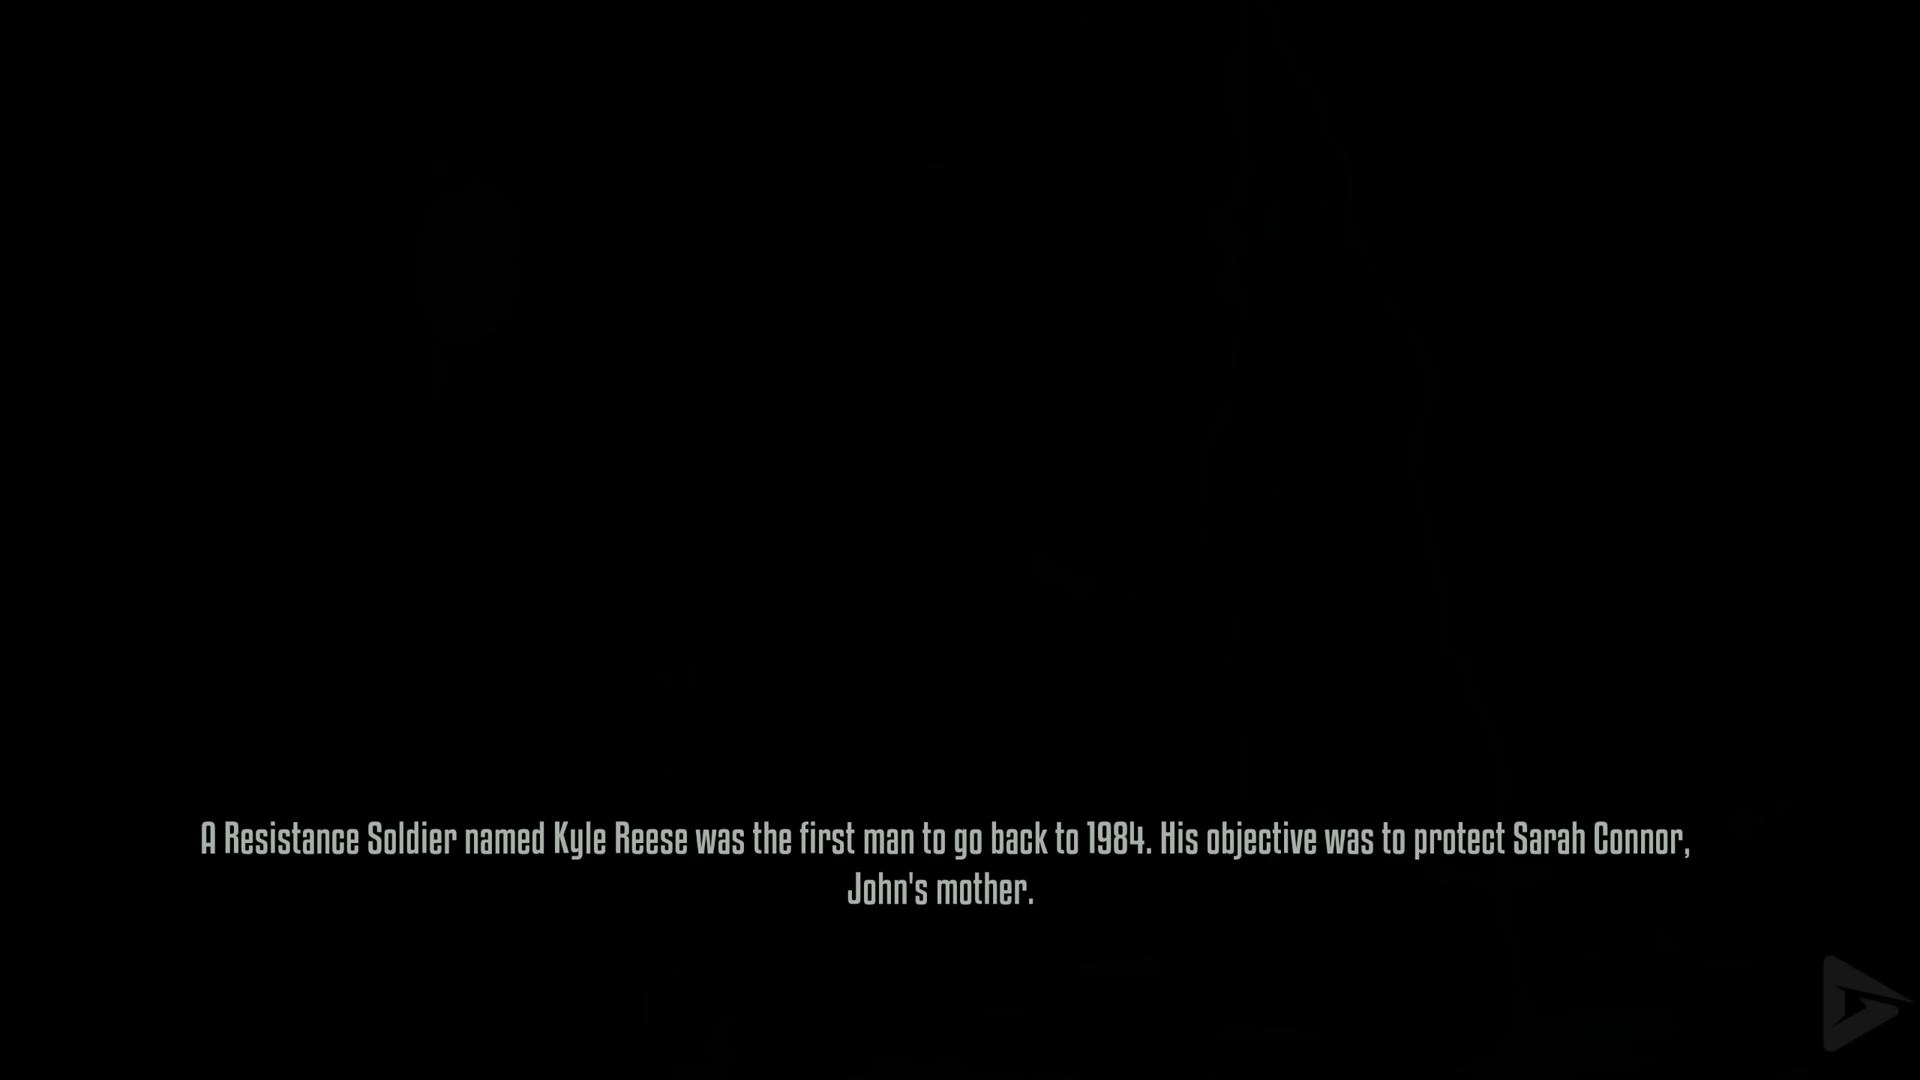 A Resistance Soldier named Kyle Reese was the first man to go back to 1984. His objective was to protect Sarah Connor,
John's mother.